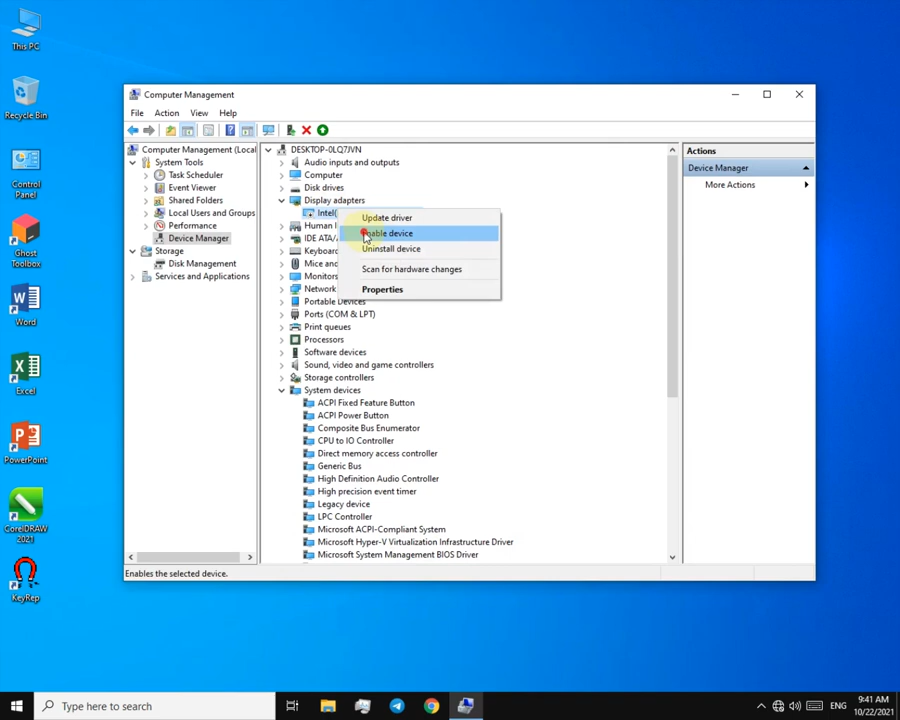 This PC
Recycle Bin
Control
Panel
Ghost
Toolbox
Word
Excel
PowerPoint
CorelDRAW
2021
KeyRep
Computer Management
File Action View Help
Computer Management (Local
System Tools
Task Scheduler
Event Viewer
Shared Folders
Local Users and Groups
Performance
Device Manager
Storage
Disk Management
Services and Applications
DESKTOP-0LQ7JVN
Audio inputs and outputs
Computer
Disk drives
Display adapters
Intel(
Human I
IDE ATA/
Keyboar
Mice an
Monitors
Network
Portable Devices
Ports (COM & LPT)
Print queues
Processors
Software devices
Sound, video and game controllers
Storage controllers
System devices
ACPI Fixed Feature Button
ACPI Power Button
Composite Bus Enumerator
CPU to IO Controller
Direct memory access controller
Generic Bus
High Definition Audio Controller
High precision event timer
Legacy device
LPC Controller
Microsoft ACPI-Compliant System
Microsoft Hyper-V Virtualization Infrastructure Driver
Microsoft System Management BIOS Driver
Update driver
Enable device
Uninstall device
Scan for hardware changes
Properties
Actions
Device Manager
More Actions
Enables the selected device.
Type here to search
ENG
9:41 AM
10/22/2021